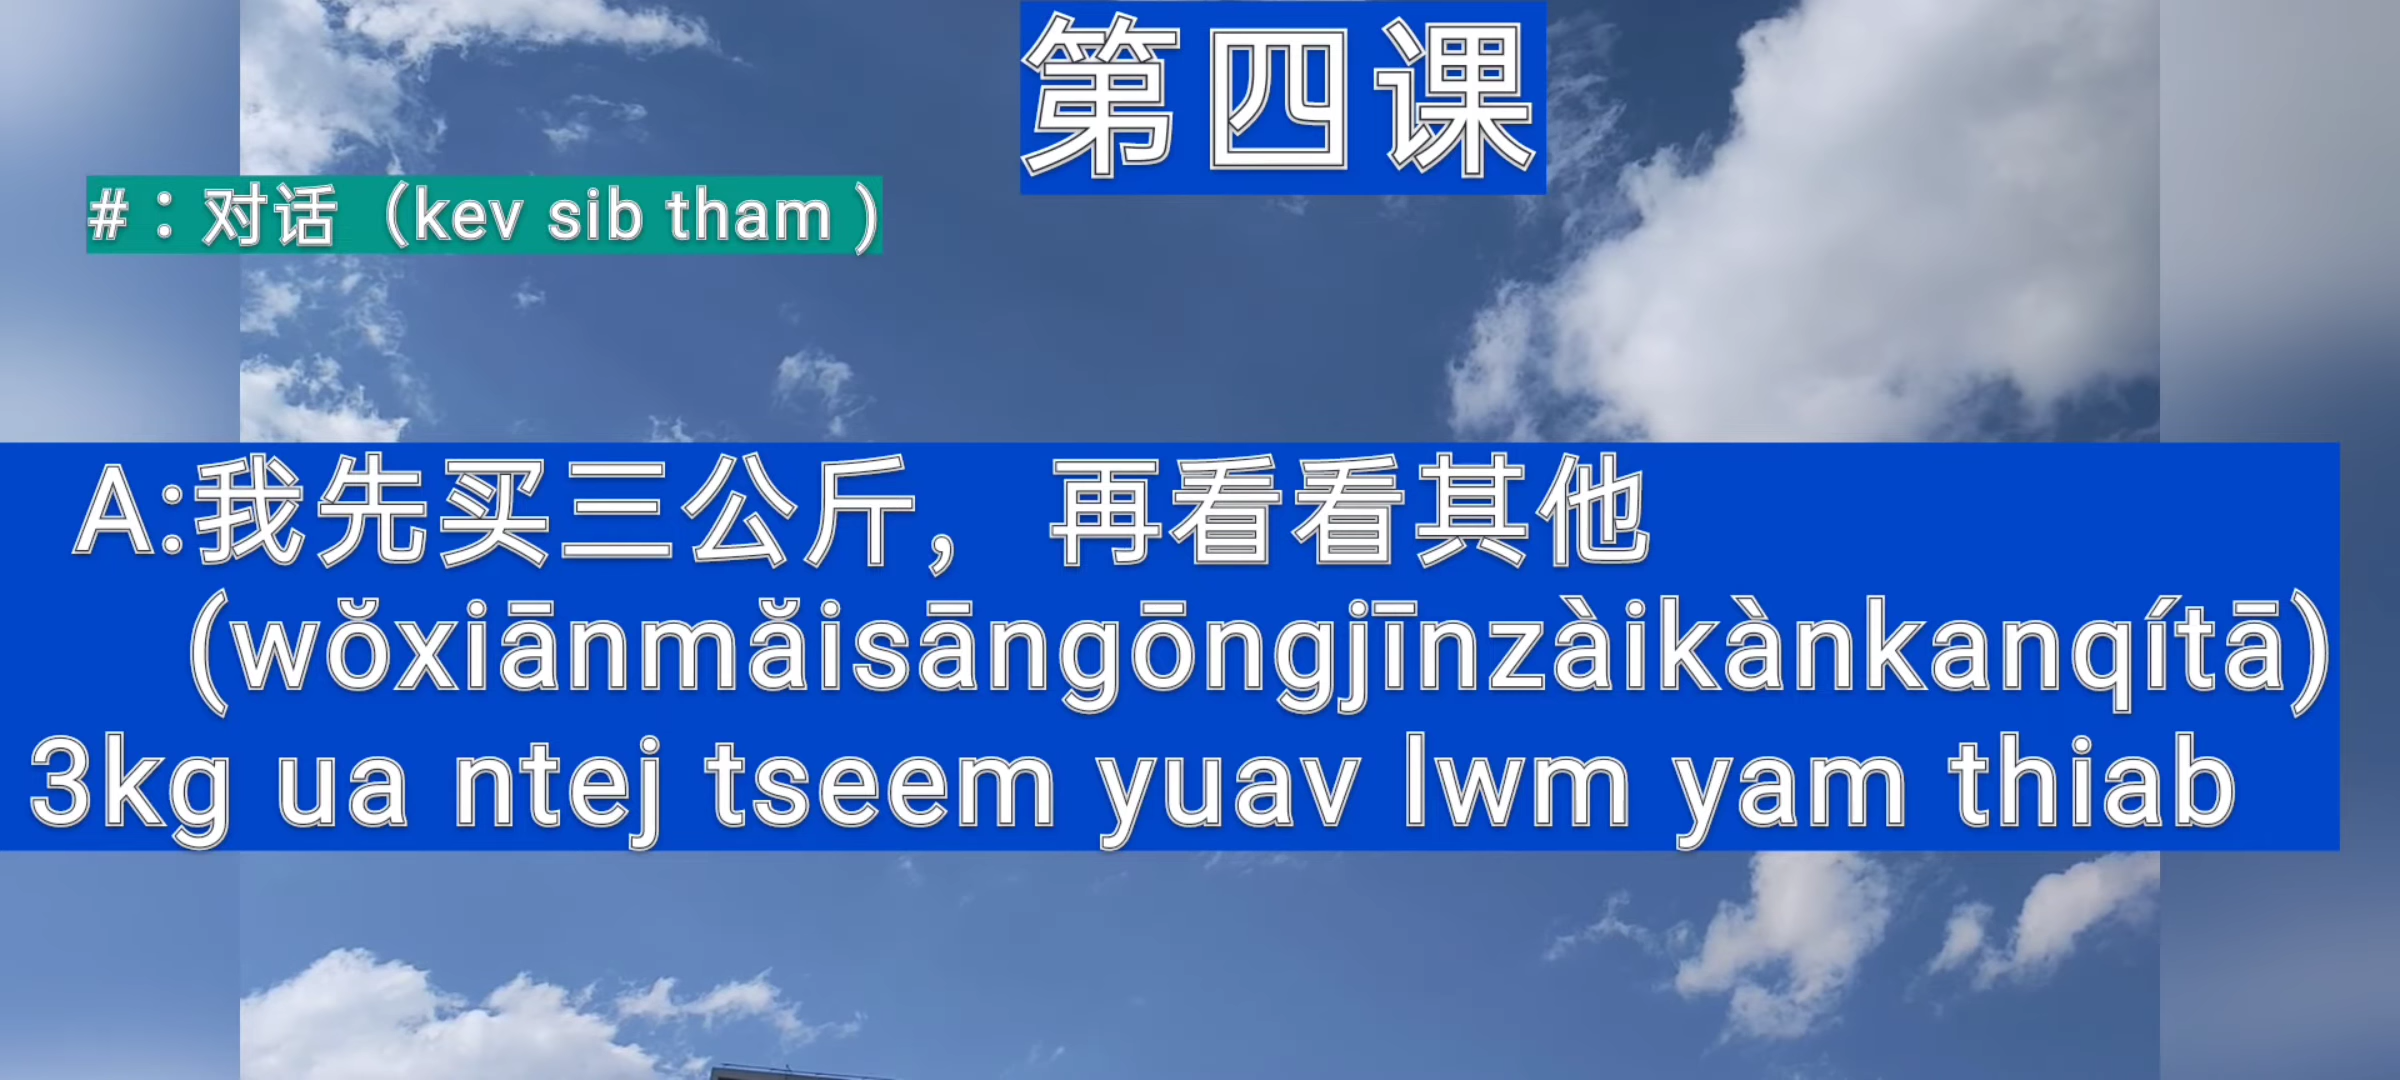 第四课
#：对话（kev sib tham )
A:我先买三公斤，再看看其他
(wǒxiānmǎisāngōngjīnzàikànkanqítā)
3kg ua ntej tseem yuav lwm yam thiab